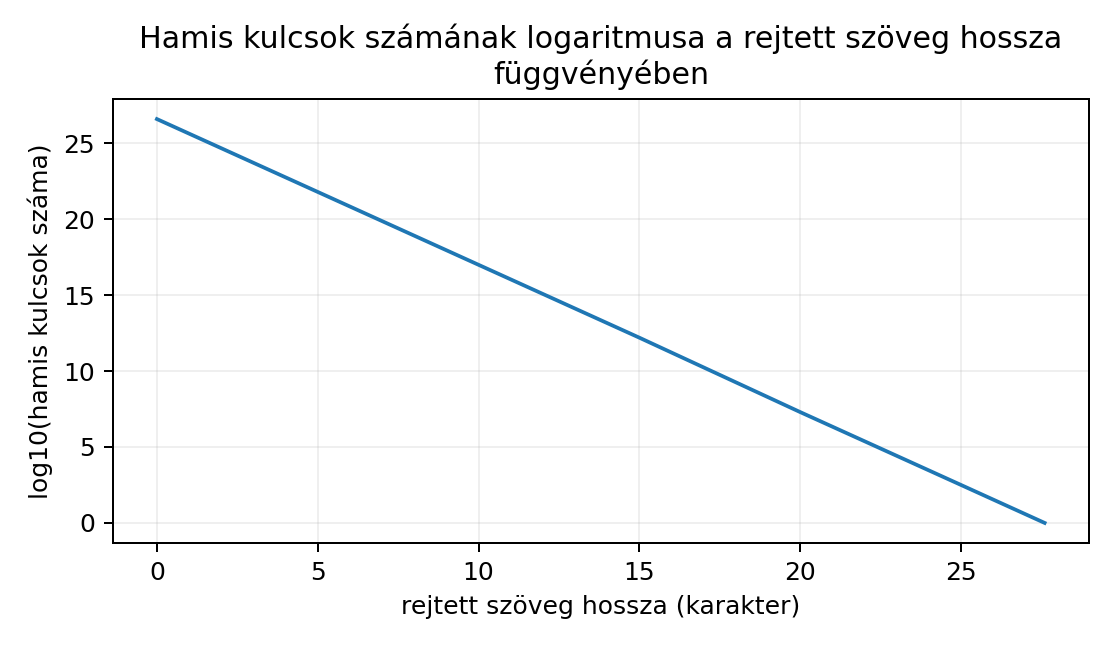 Hamis kulcsok számának logaritmusa a rejtett szöveg hossza
függvényében
log10(hamis kulcsok száma)
25
20
15
10
5
0
0 5 10 15 20 25
rejtett szöveg hossza (karakter)